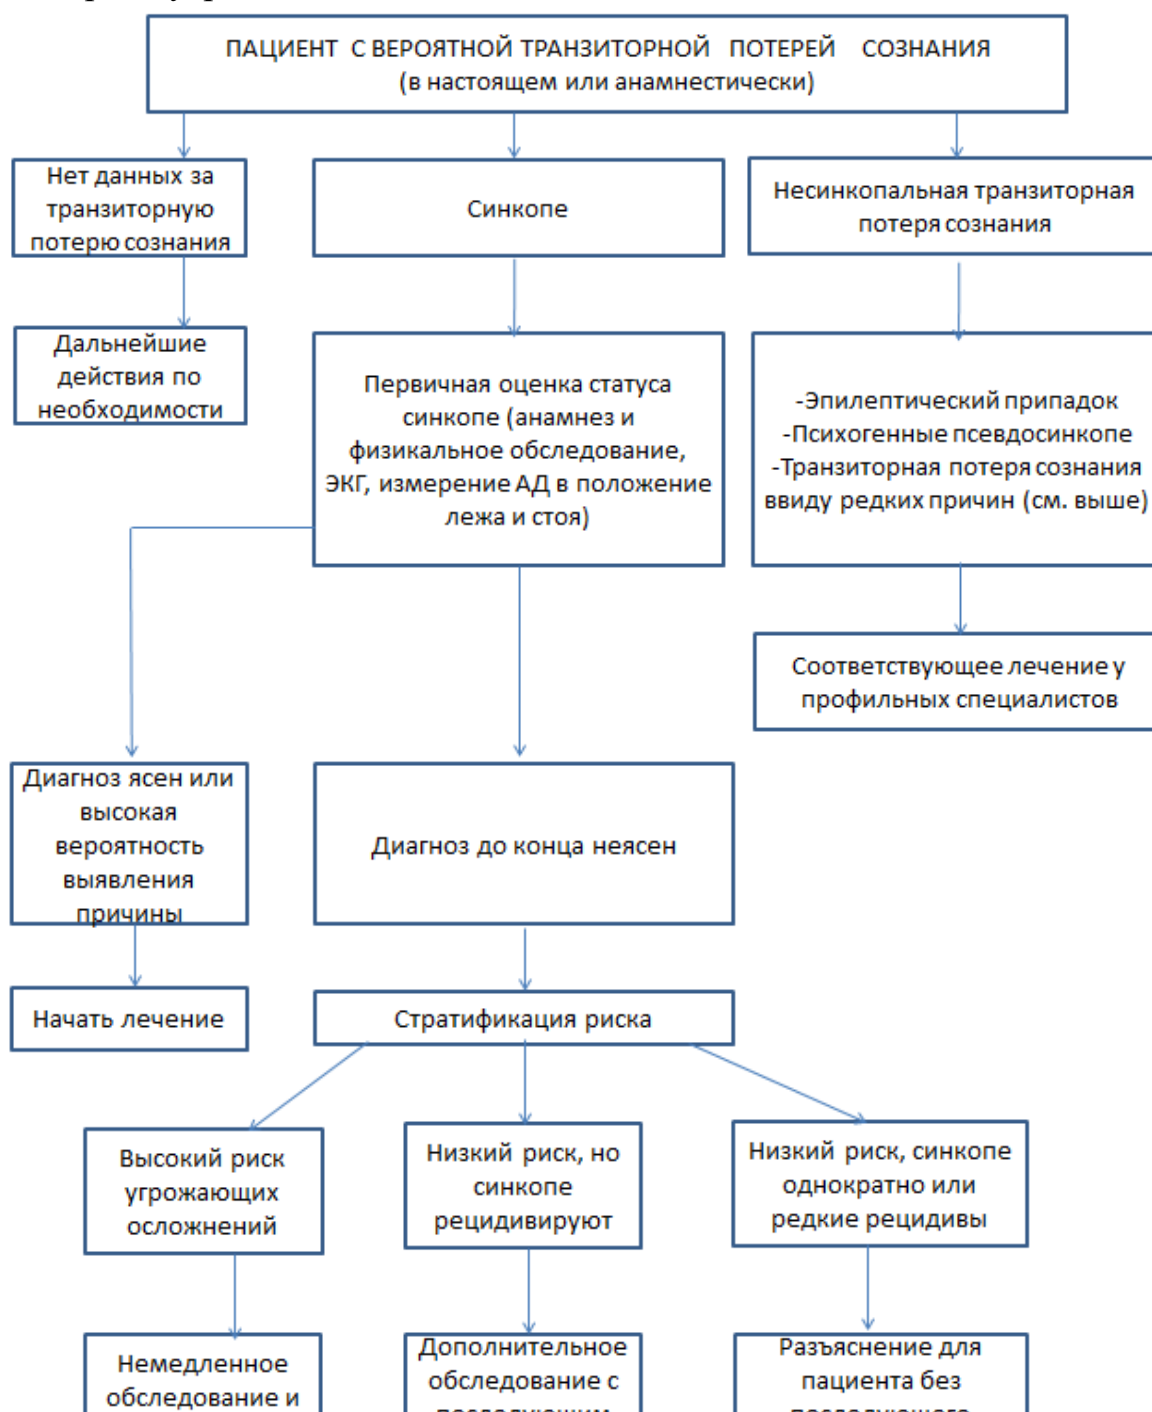 ПАЦИЕНТ С ВЕРОЯТНОЙ ТРАНЗИТОРНОЙ ПОТЕРЕЙ СОЗНАНИЯ
(в настоящем или анамнестически)
Нет данных за
транзиторную
потерю сознания
Синкопе
Несинкопальная транзиторная
потеря сознания
Дальнейшие
действия по
необходимости
Первичная оценка статуса
синкопе (анамнез и
физикальное обследование,
ЭКГ, измерение АД в положение
лежа и стоя)
-Эпилептический припадок
-Психогенные псевдосинкопе
-Транзиторная потеря сознания
ввиду редких причин (см. выше)
Соответствующее лечение у
профильных специалистов
Диагноз ясен или
высокая
вероятность
выявления
причины
Диагноз до конца неясен
Начать лечение
Стратификация риска
Высокий риск
угрожающих
осложнений
Низкий риск, но
синкопе
рецидивируют
Низкий риск, синкопе
однократно или
редкие рецидивы
Немедленное
обследование и
Дополнительное
обследование с
Разъяснение для
пациента без